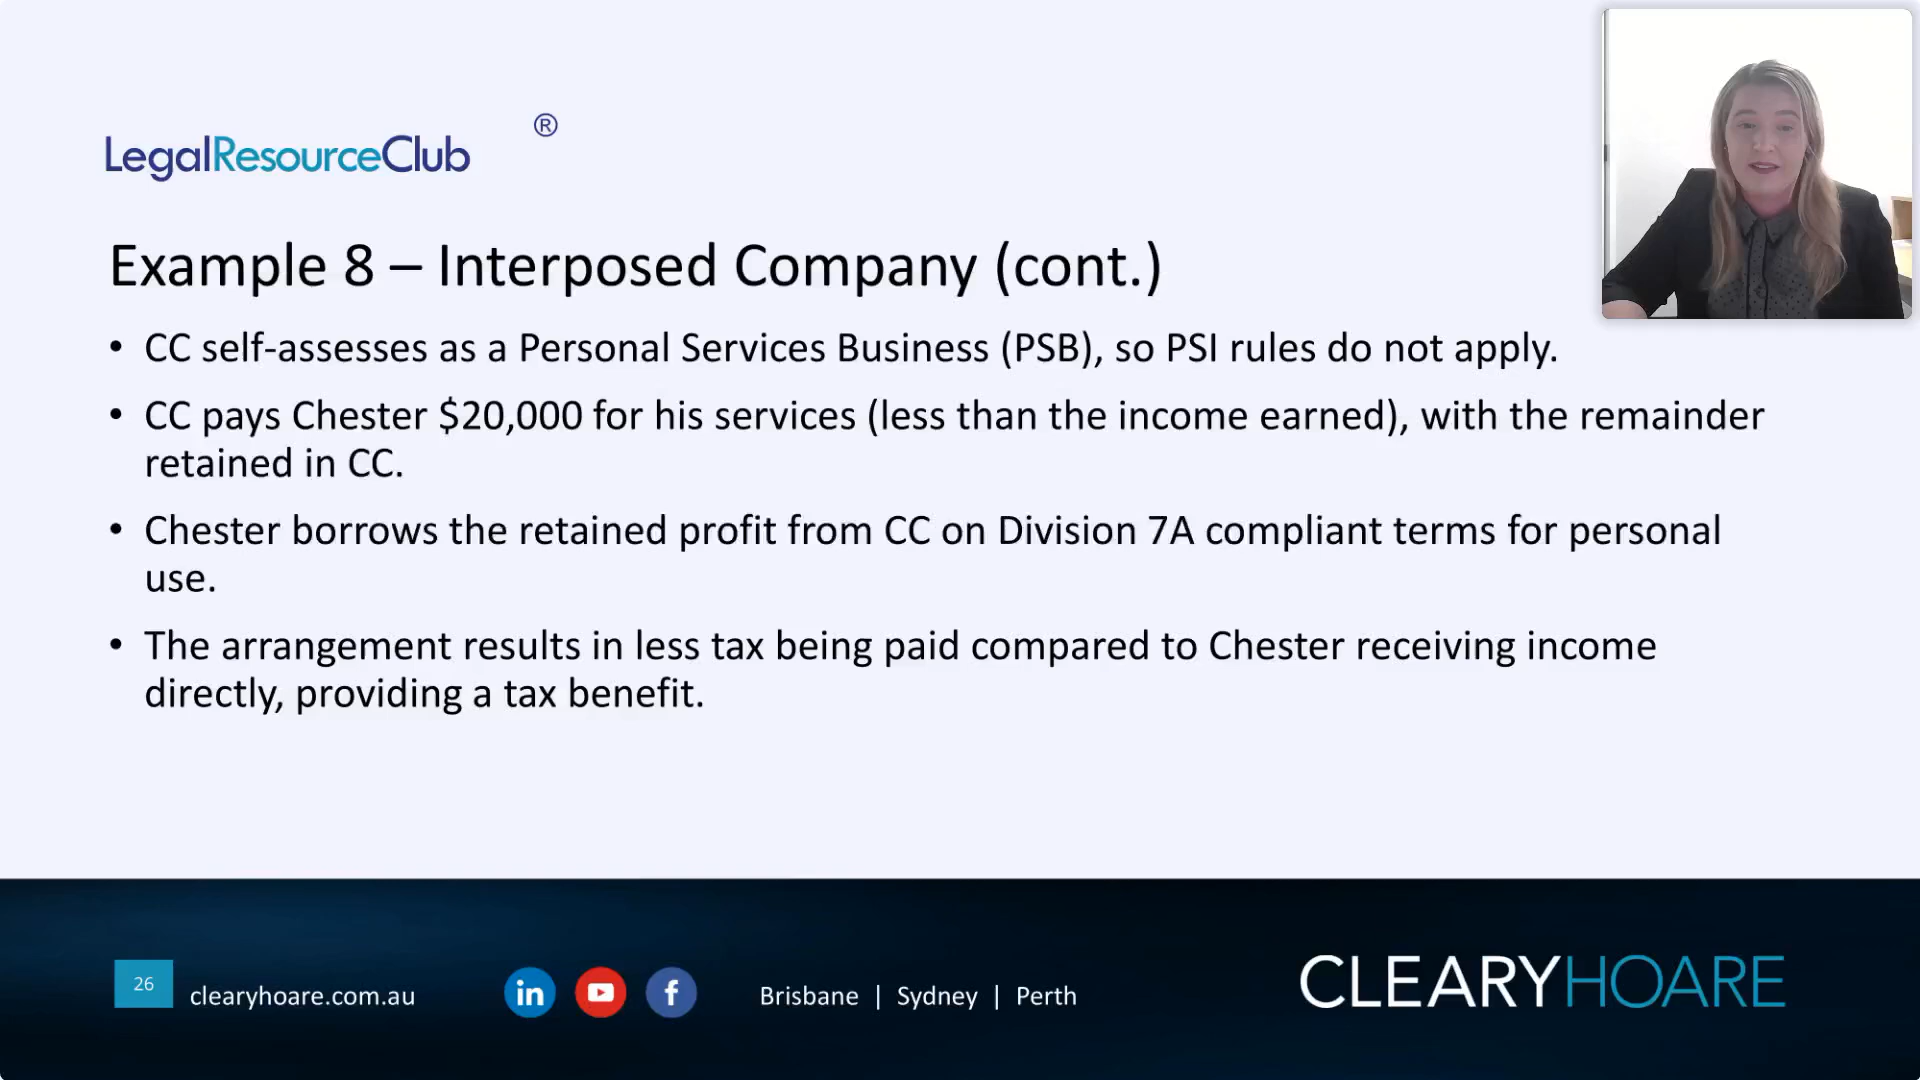 LegalResourceClub ®
Example 8 – Interposed Company (cont.)
• CC self-assesses as a Personal Services Business (PSB), so PSI rules do not apply.
• CC pays Chester $20,000 for his services (less than the income earned), with the remainder
retained in CC.
• Chester borrows the retained profit from CC on Division 7A compliant terms for personal
use.
• The arrangement results in less tax being paid compared to Chester receiving income
directly, providing a tax benefit.
26 clearyhoare.com.au in f Brisbane | Sydney | Perth CLEARYHOARE